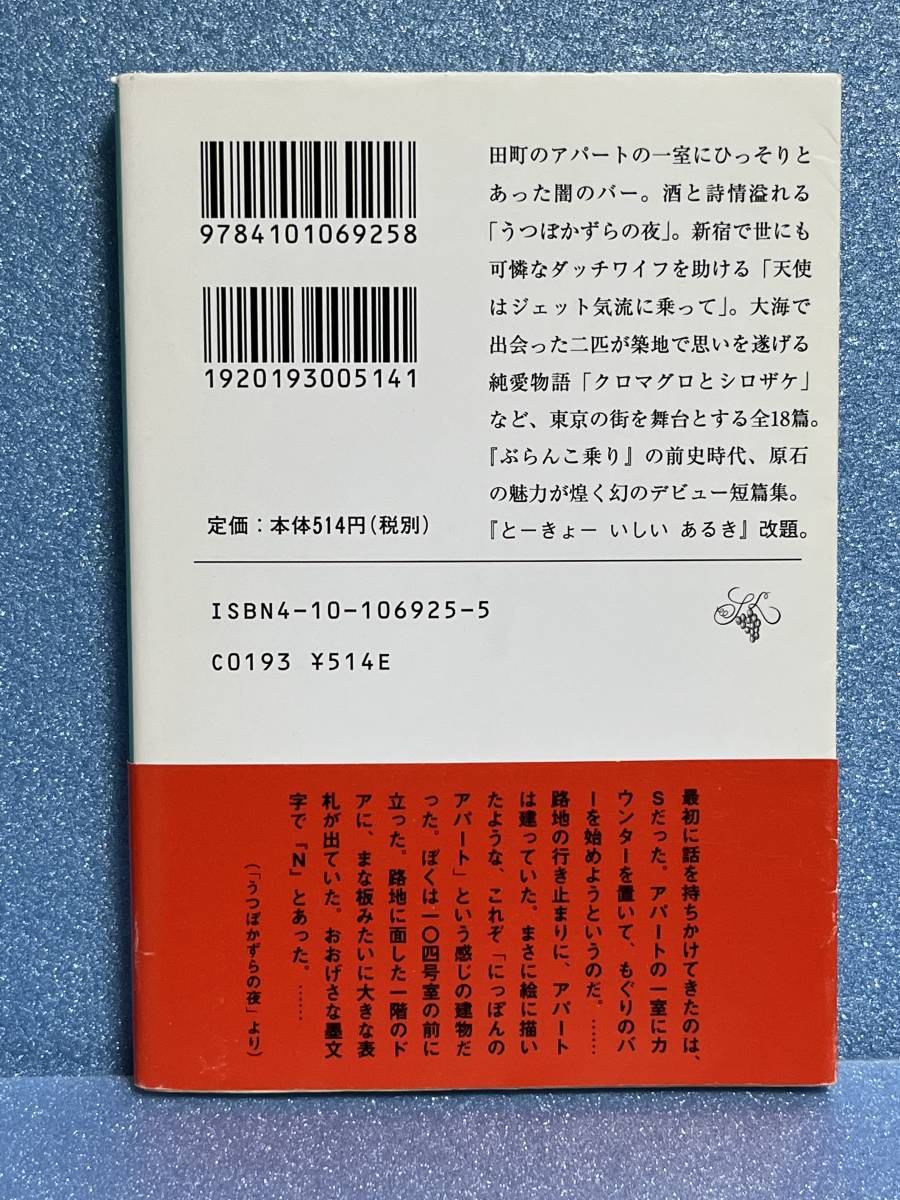 9784101069258
1920193005141
定価：本体514円（税別）
田町のアパートの一室にひっそりと
あった闇のバー。酒と詩情溢れる
「うつぼかずらの夜」。新宿で世にも
可憐なダッチワイフを助ける「天使
はジェット気流に乗って」。大海で
出会った二匹が築地で思いを遂げる
純愛物語「クロマグロとシロザケ」
など、東京の街を舞台とする全18篇。
『ぶらんこ乗り』の前史時代、原石
の魅力が煌く幻のデビュー短篇集。
『とーきょー いしい あるき』改題。
ISBN4-10-106925-5
C0193 ¥514E
最初に話を持ちかけてきたのは、
Sだった。アパートの一室にカ
ウンターを置いて、もぐりのバ
ーを始めようというのだ。……
路地の行き止まりに、アパート
は建っていた。まさに絵に描い
たような、これぞ「にっぽんの
アパート」という感じの建物だ
った。ぼくは一〇四号室の前に
立った。路地に面した一階のド
アに、まな板みたいに大きな表
札が出ていた。おおげさな墨文
字で『N』とあった。……
（「うつぼかずらの夜」より）